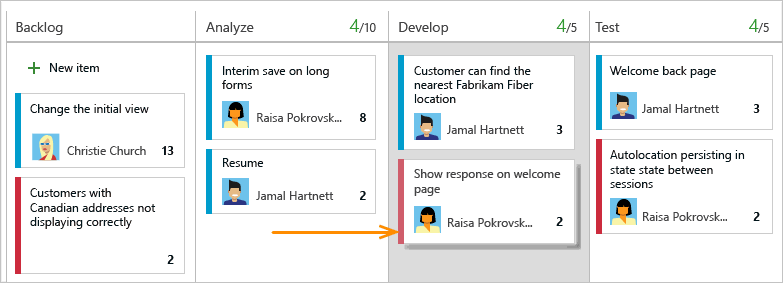 Backlog
+ New item
Change the initial view
Christie Church 13
Customers with
Canadian addresses not
displaying correctly
2
Analyze 4/10
Interim save on long
forms
Raisa Pokrovsk... 8
Resume
Jamal Hartnett 2
Develop 4/5
Customer can find the
nearest Fabrikam Fiber
location
Jamal Hartnett 3
Show response on welcome
page
Raisa Pokrovsk... 2
Test 4/5
Welcome back page
Jamal Hartnett 3
Autolocation persisting in
state state between
sessions
Raisa Pokrovsk... 2